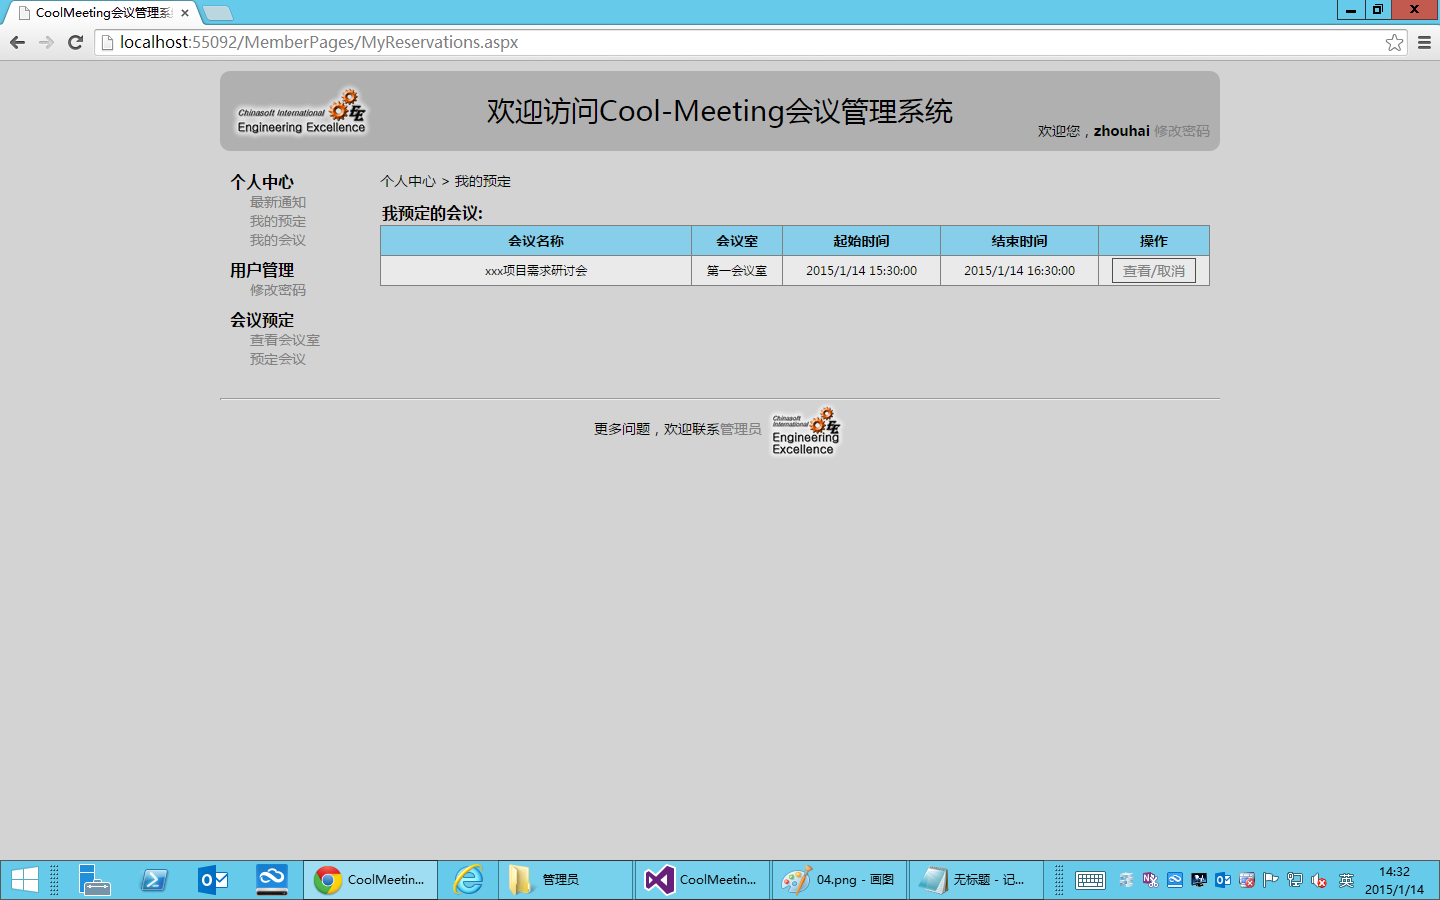 CoolMeeting会议管理系
localhost:55092/MemberPages/MyReservations.aspx
Chinasoft International
Engineering Excellence
欢迎访问Cool-Meeting会议管理系统
欢迎您，zhouhai 修改密码
个人中心
最新通知
我的预定
我的会议
用户管理
修改密码
会议预定
查看会议室
预定会议
个人中心 > 我的预定
我预定的会议:
会议名称 会议室 起始时间 结束时间 操作
xxx项目需求研讨会 第一会议室 2015/1/14 15:30:00 2015/1/14 16:30:00 查看/取消
更多问题，欢迎联系管理员
Chinasoft
International
Engineering
Excellence
CoolMeetin...
管理员
CoolMeetin...
04.png - 画图
无标题 - 记...
英
14:32
2015/1/14